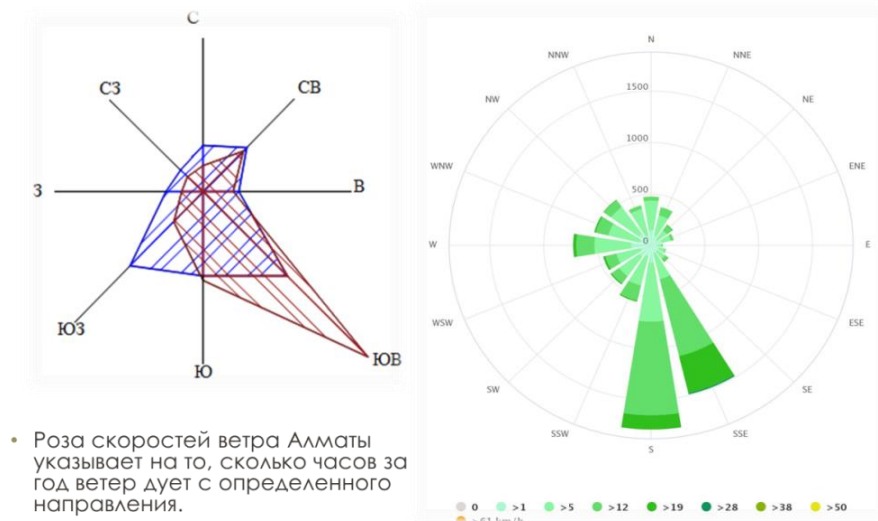 С
СЗ
СВ
З
В
ЮЗ
ЮВ
Ю
• Роза скоростей ветра Алматы
указывает на то, сколько часов за
год ветер дует с определенного
направления.
N
NNW
NNE
NW
NE
1500
1000
WNW
ENE
500
W
0
E
WSW
ESE
SW
SE
SSW
SSE
S
0 >1 >5 >12 >19 >28 >38 >50
>61 km/h